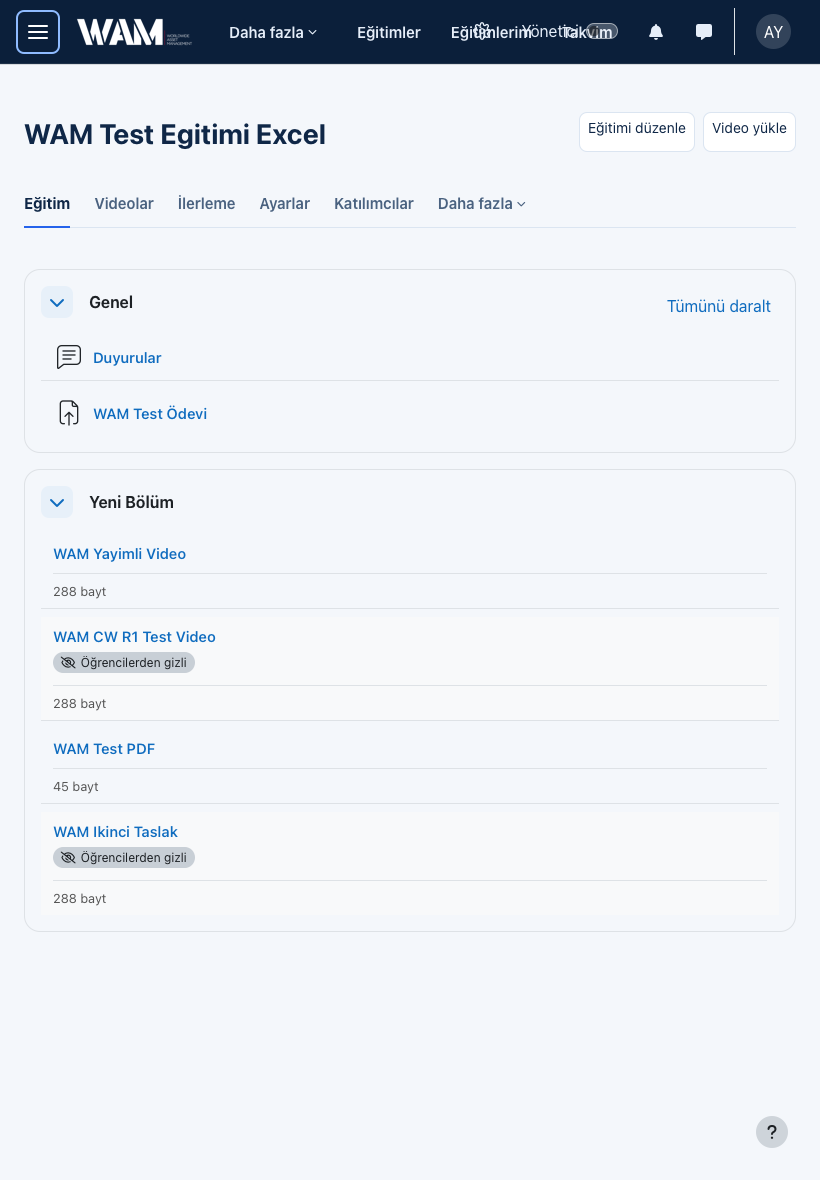 WAM
Daha fazla
Eğitimler
Eğitimlerim
Yönetici
Takvim
AY
WAM Test Egitimi Excel
Eğitimi düzenle
Video yükle
Eğitim
Videolar
İlerleme
Ayarlar
Katılımcılar
Daha fazla
Genel
Tümünü daralt
Duyurular
WAM Test Ödevi
Yeni Bölüm
WAM Yayimli Video
288 bayt
WAM CW R1 Test Video
Öğrencilerden gizli
288 bayt
WAM Test PDF
45 bayt
WAM Ikinci Taslak
Öğrencilerden gizli
288 bayt
?